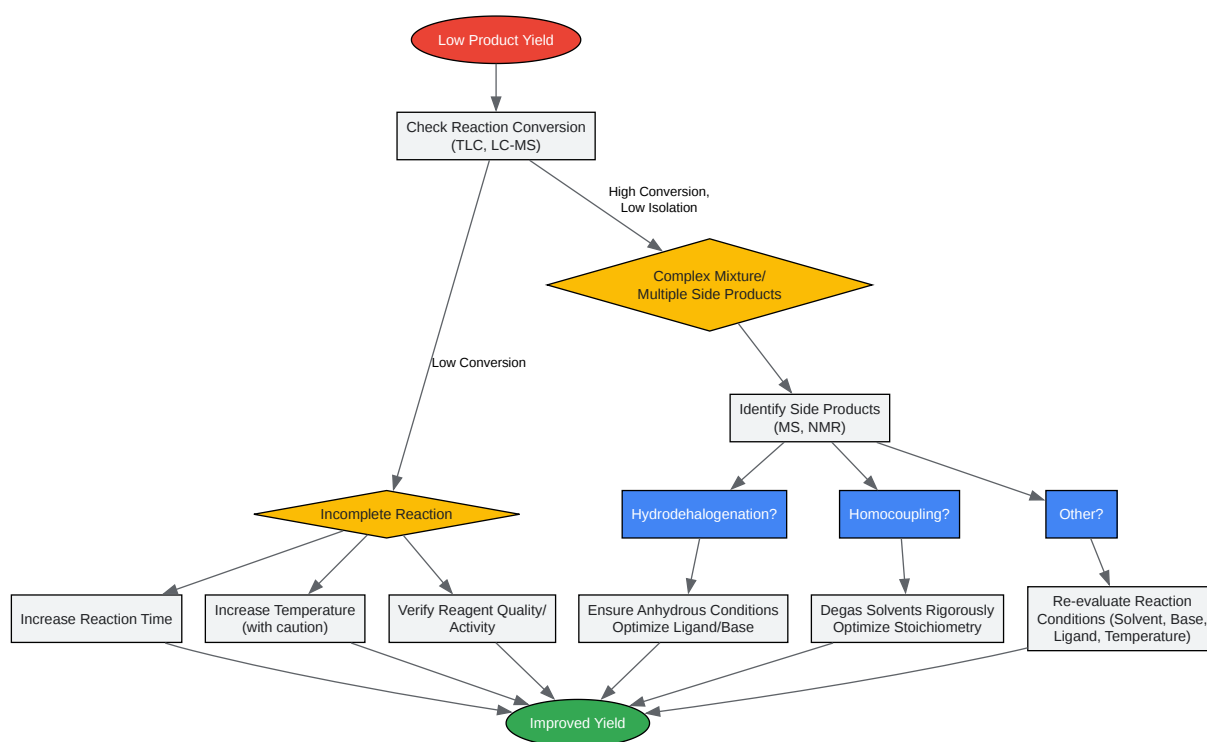 Low Product Yield
Check Reaction Conversion
(TLC, LC-MS)
High Conversion,
Low Isolation
Complex Mixture/
Multiple Side Products
Low Conversion
Identify Side Products
(MS, NMR)
Incomplete Reaction
Hydrodehalogenation?
Homocoupling?
Other?
Increase Reaction Time
Increase Temperature
(with caution)
Verify Reagent Quality/
Activity
Ensure Anhydrous Conditions
Optimize Ligand/Base
Degas Solvents Rigorously
Optimize Stoichiometry
Re-evaluate Reaction
Conditions (Solvent, Base,
Ligand, Temperature)
Improved Yield